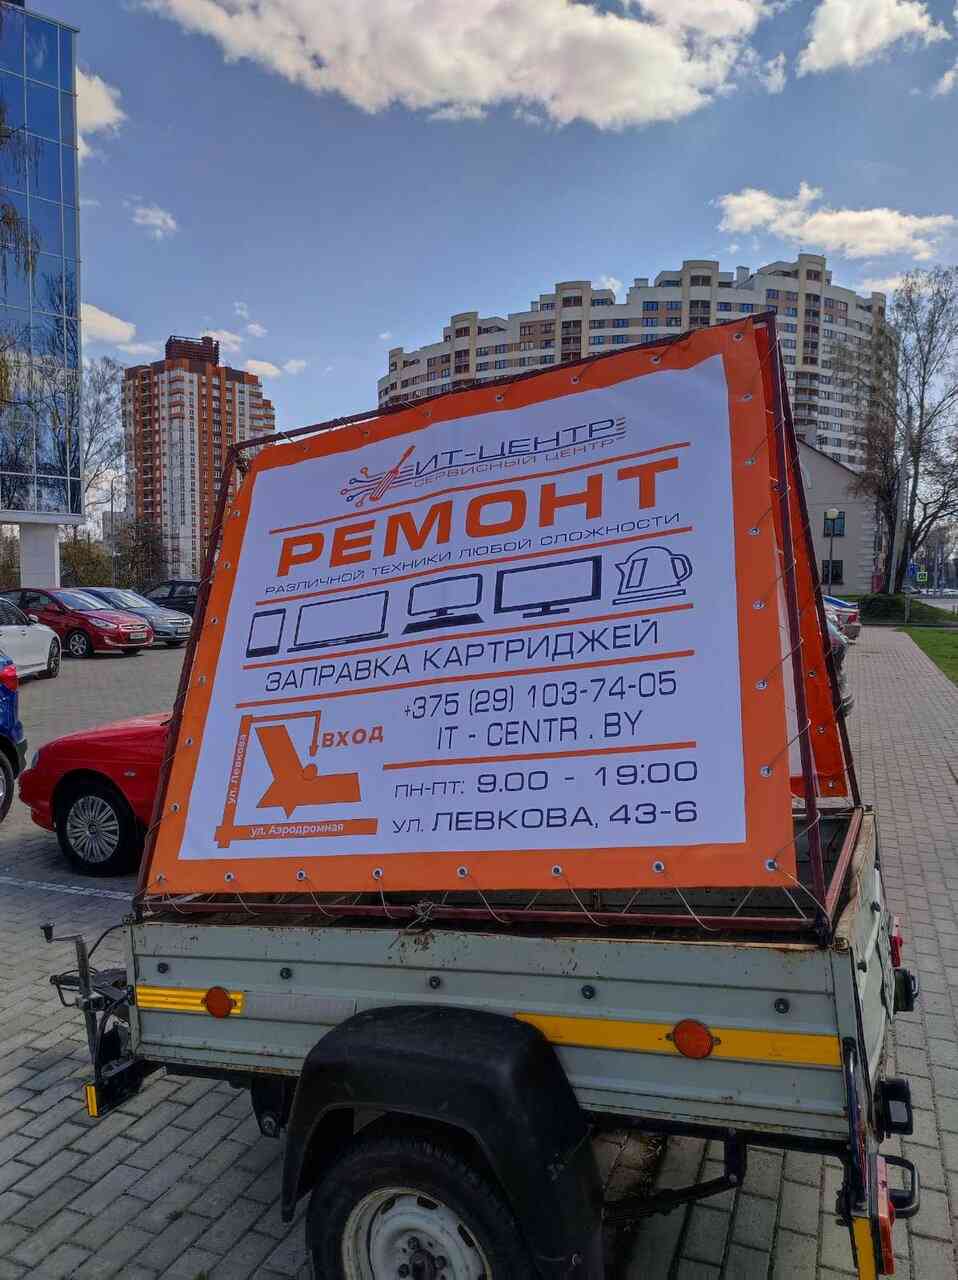 ИТ-ЦЕНТР
СЕРВИСНЫЙ ЦЕНТР
РЕМОНТ
РАЗЛИЧНОЙ ТЕХНИКИ ЛЮБОЙ СЛОЖНОСТИ
ЗАПРАВКА КАРТРИДЖЕЙ
+375 (29) 103-74-05
IT - CENTR . BY
ВХОД
ул. Левкова
ул. Аэродромная
ПН-ПТ: 9.00 - 19:00
УЛ. ЛЕВКОВА, 43-6